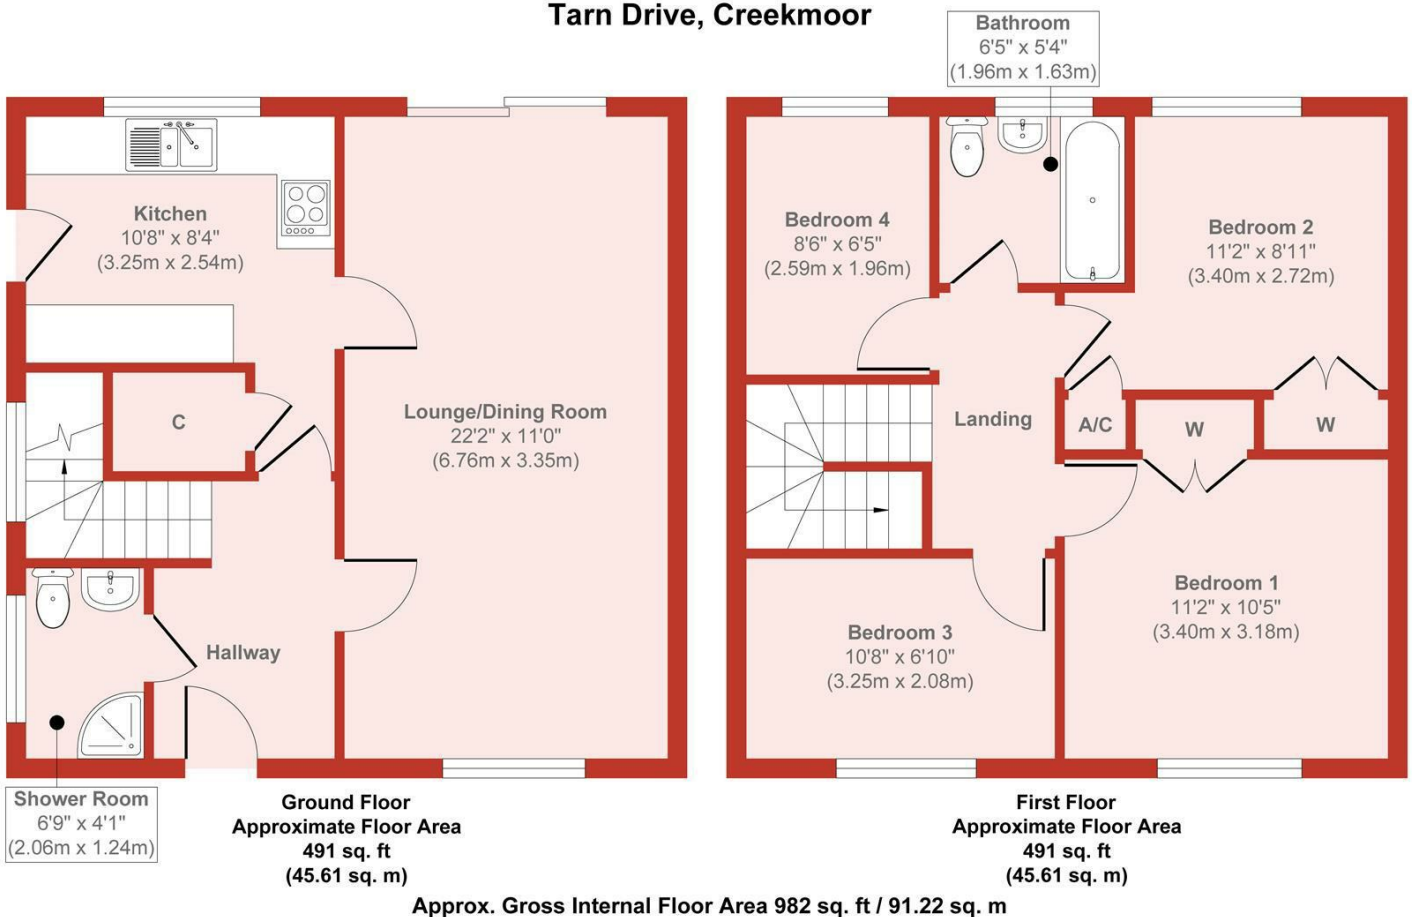 Tarn Drive, Creekmoor
Bathroom
6'5" x 5'4"
(1.96m x 1.63m)
Kitchen
10'8" x 8'4"
(3.25m x 2.54m)
C
Lounge/Dining Room
22'2" x 11'0"
(6.76m x 3.35m)
Hallway
Shower Room
6'9" x 4'1"
(2.06m x 1.24m)
Ground Floor
Approximate Floor Area
491 sq. ft
(45.61 sq. m)
Bedroom 4
8'6" x 6'5"
(2.59m x 1.96m)
Bedroom 2
11'2" x 8'11"
(3.40m x 2.72m)
Landing
A/C
W
W
Bedroom 1
11'2" x 10'5"
(3.40m x 3.18m)
Bedroom 3
10'8" x 6'10"
(3.25m x 2.08m)
First Floor
Approximate Floor Area
491 sq. ft
(45.61 sq. m)
Approx. Gross Internal Floor Area 982 sq. ft / 91.22 sq. m